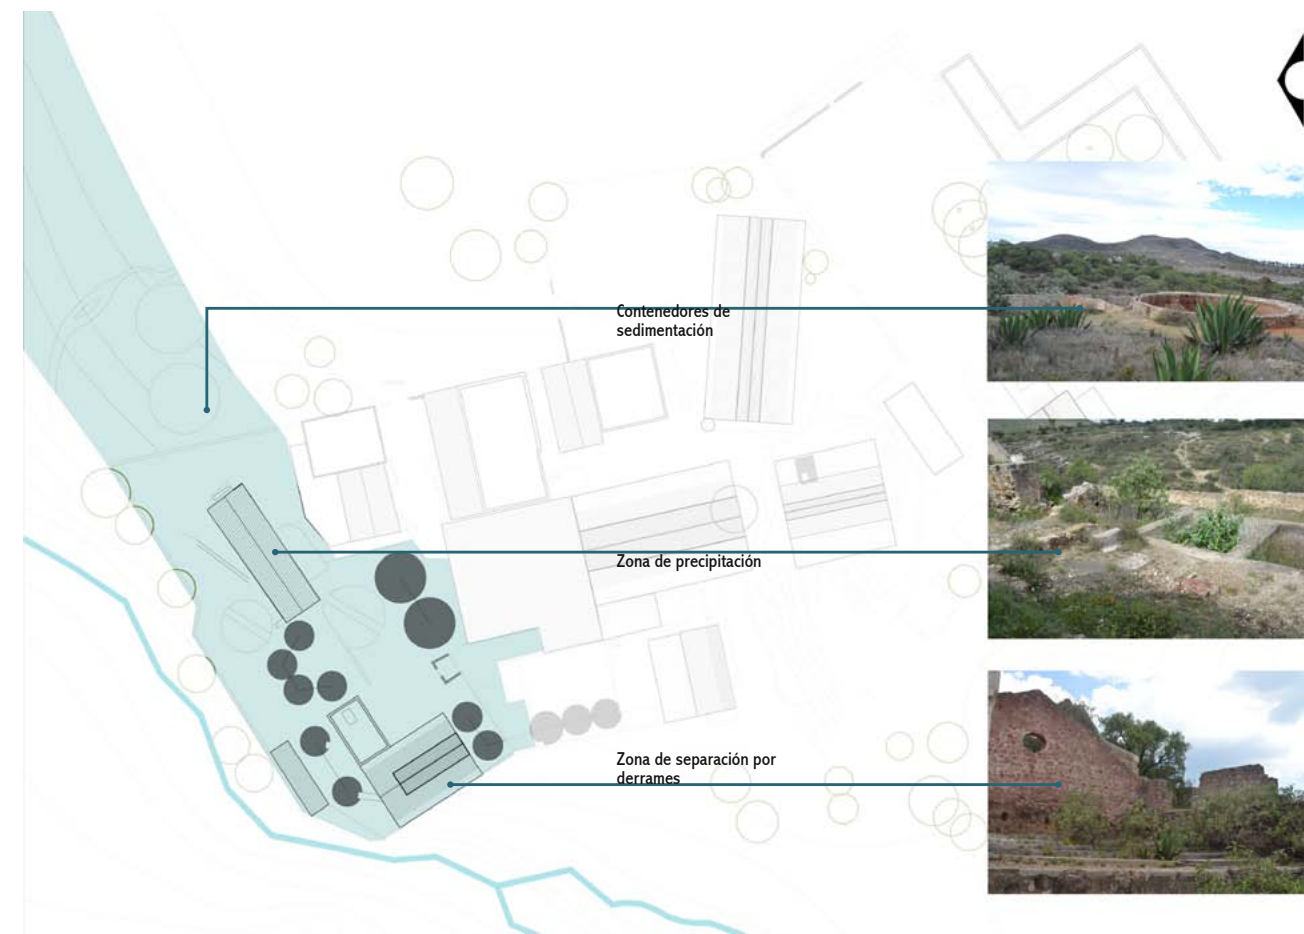 Contenedores de
sedimentación
Zona de precipitación
Zona de separación por
derrames